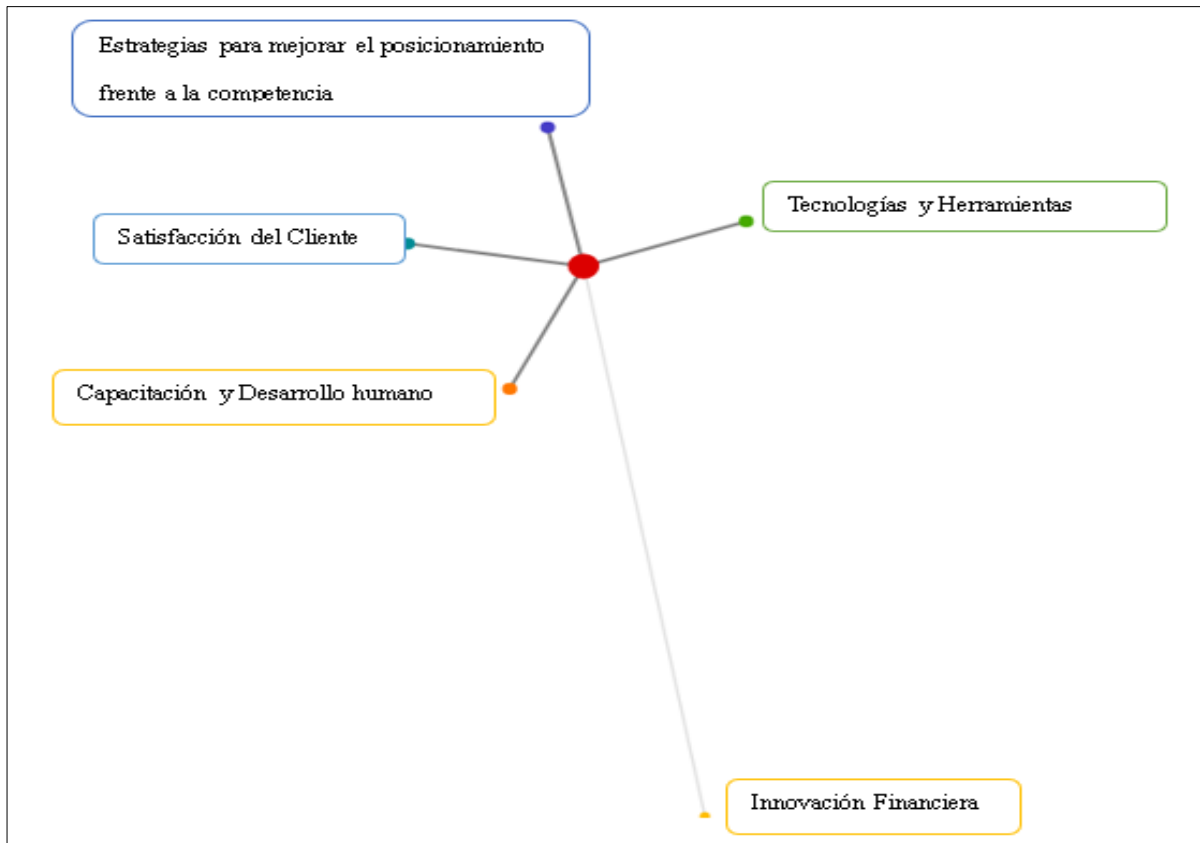 Estrategias para mejorar el posicionamiento
frente a la competencia
Tecnologías y Herramientas
Satisfacción del Cliente
Capacitación y Desarrollo humano
Innovación Financiera